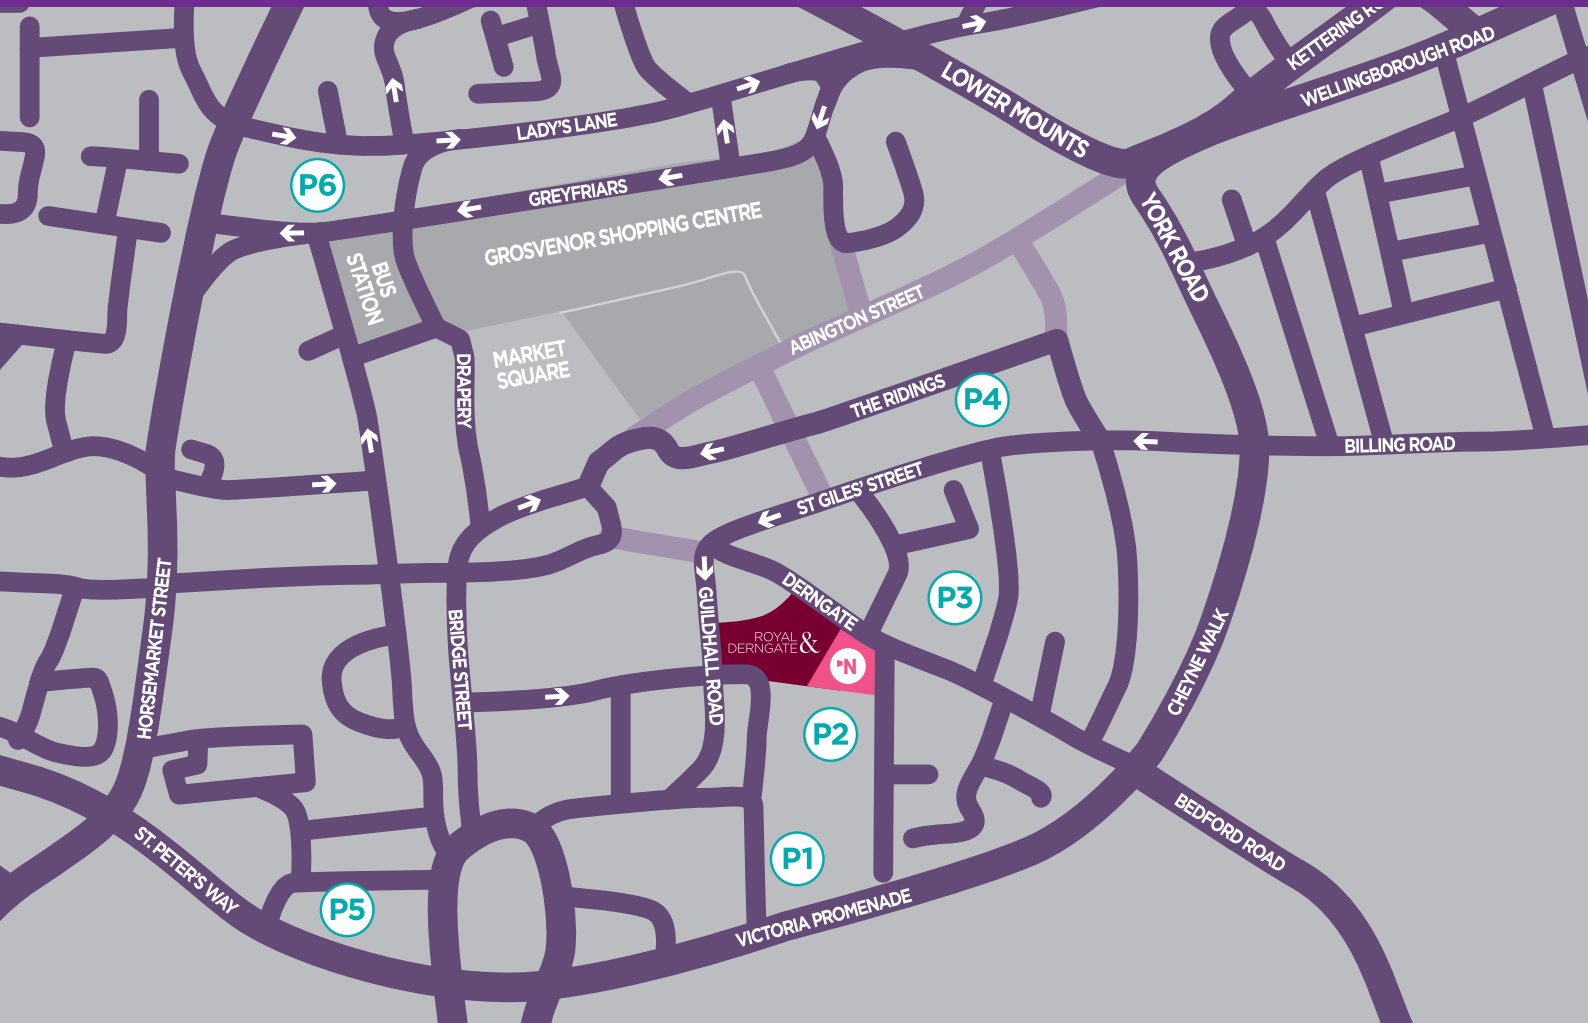 KETTERING RO
WELLINGBOROUGH ROAD
LOWER MOUNTS
LADY'S LANE
P6
GREYFRIARS
GROSVENOR SHOPPING CENTRE
YORK ROAD
BUS
STATION
ABINGTON STREET
MARKET
SQUARE
DRAPERY
THE RIDINGS
P4
BILLING ROAD
ST GILES' STREET
HORSEMARKET STREET
DERNGATE
P3
GUILDHALL ROAD
BRIDGE STREET
ROYAL &
DERNGATE
N
CHEYNE WALK
P2
BEDFORD ROAD
ST. PETER'S WAY
P1
P5
VICTORIA PROMENADE